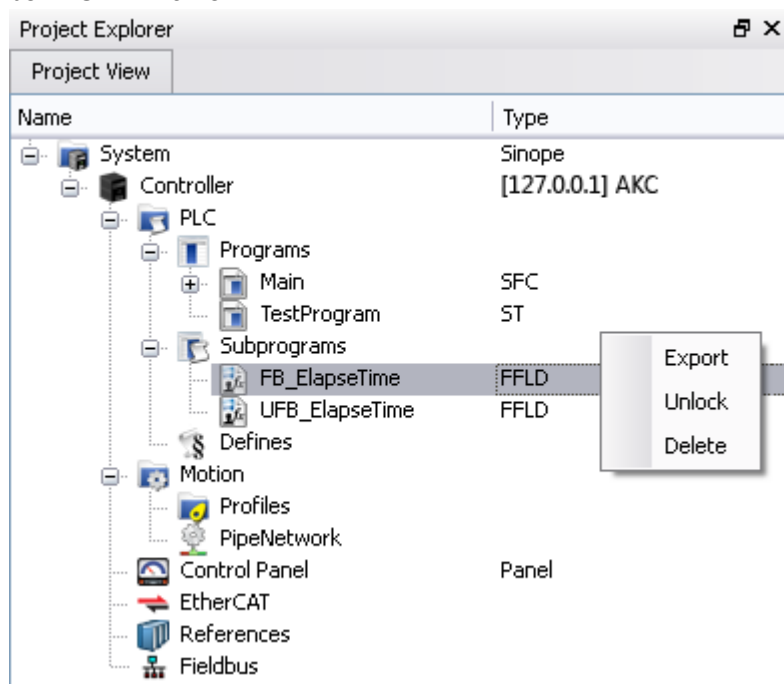 Project Explorer
Project View
Name Type
System Sinope
Controller [127.0.0.1] AKC
PLC
Programs
Main SFC
TestProgram ST
Subprograms
FB_ElapseTime FFLD
UFB_ElapseTime FFLD
Defines
Motion
Profiles
PipeNetwork
Control Panel Panel
EtherCAT
References
Fieldbus
Export
Unlock
Delete